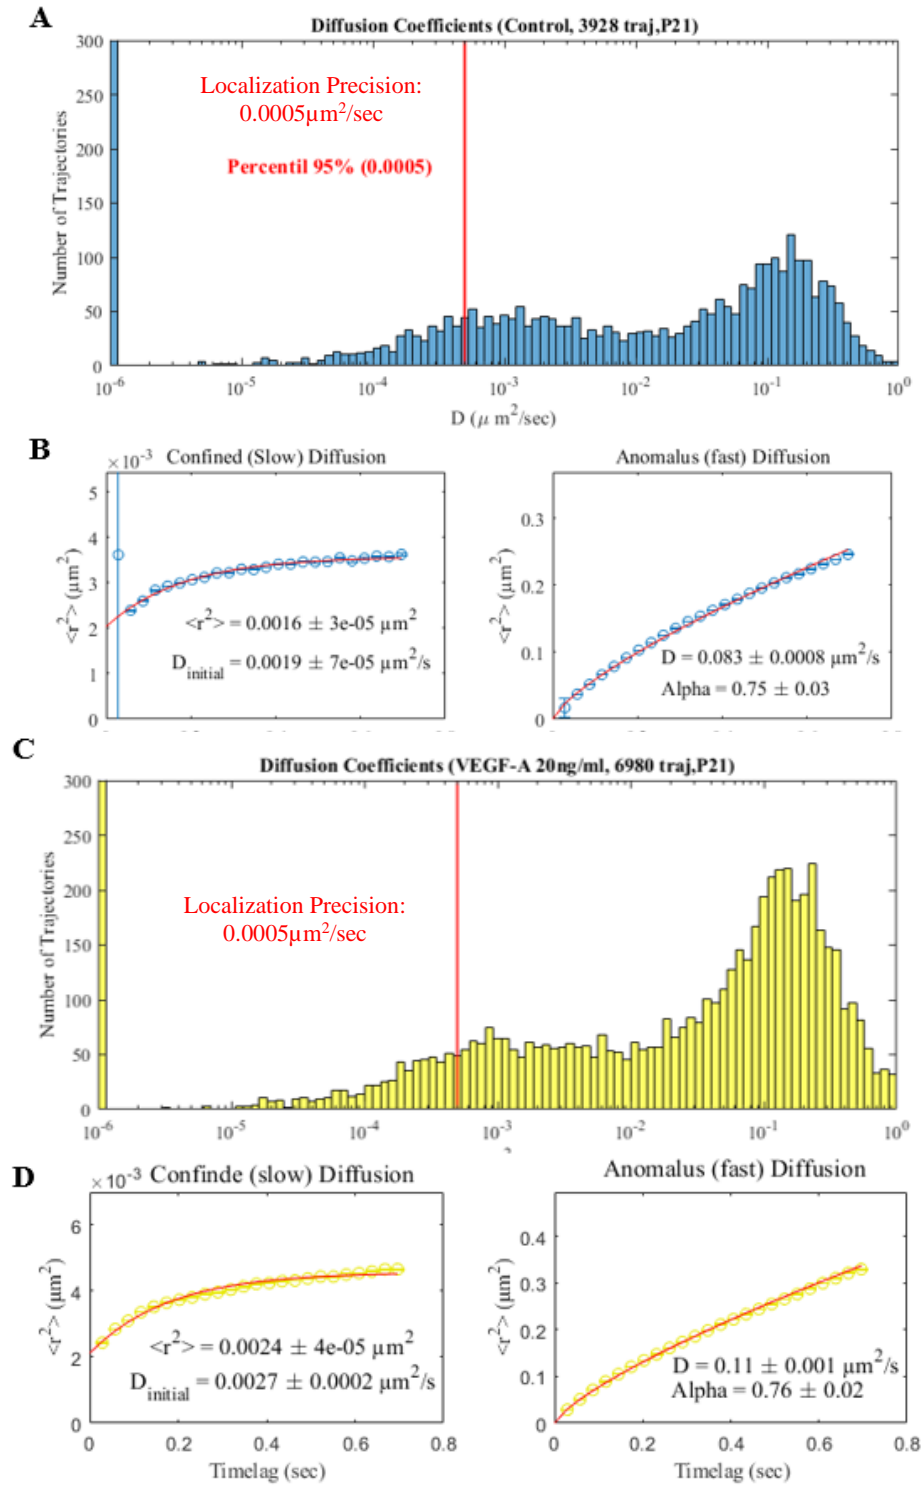 A
Diffusion Coefficients (Control, 3928 traj,P21)
300
250
200
150
100
50
0
Number of Trajectories
Localization Precision:
0.0005µm²/sec
Percentil 95% (0.0005)
10⁻⁶ 10⁻⁵ 10⁻⁴ 10⁻³ 10⁻² 10⁻¹ 10⁰
D (µ m²/sec)
B
×10⁻³ Confined (Slow) Diffusion
5
4
3
2
1
0
<r²> (µm²)
<r²> = 0.0016 ± 3e-05 µm²
D_initial = 0.0019 ± 7e-05 µm²/s
Anomalus (fast) Diffusion
0.3
0.2
0.1
0
<r²> (µm²)
D = 0.083 ± 0.0008 µm²/s
Alpha = 0.75 ± 0.03
C
Diffusion Coefficients (VEGF-A 20ng/ml, 6980 traj,P21)
300
250
200
150
100
50
0
Number of Trajectories
Localization Precision:
0.0005µm²/sec
10⁻⁶ 10⁻⁵ 10⁻⁴ 10⁻³ 10⁻² 10⁻¹ 10⁰
D
×10⁻³ Confinde (slow) Diffusion
6
4
2
0
<r²> (µm²)
<r²> = 0.0024 ± 4e-05 µm²
D_initial = 0.0027 ± 0.0002 µm²/s
0 0.2 0.4 0.6 0.8
Timelag (sec)
Anomalus (fast) Diffusion
0.4
0.3
0.2
0.1
0
<r²> (µm²)
D = 0.11 ± 0.001 µm²/s
Alpha = 0.76 ± 0.02
0 0.2 0.4 0.6 0.8
Timelag (sec)